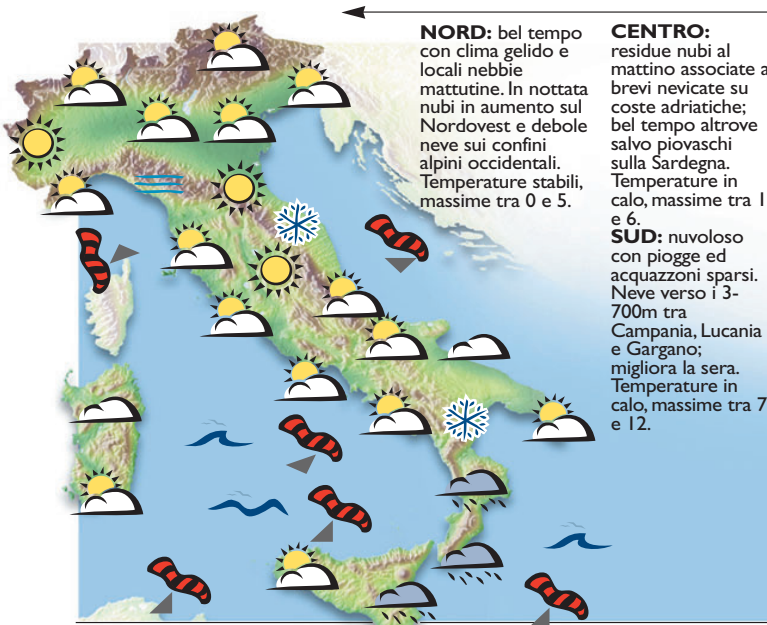 NORD: bel tempo
con clima gelido e
locali nebbie
mattutine. In nottata
nubi in aumento sul
Nordovest e debole
neve sui confini
alpini occidentali.
Temperature stabili,
massime tra 0 e 5.
CENTRO:
residue nubi al
mattino associate a
brevi nevicate su
coste adriatiche;
bel tempo altrove
salvo piovaschi
sulla Sardegna.
Temperature in
calo, massime tra 1
e 6.
SUD: nuvoloso
con piogge ed
acquazzoni sparsi.
Neve verso i 3-
700m tra
Campania, Lucania
e Gargano;
migliora la sera.
Temperature in
calo, massime tra 7
e 12.